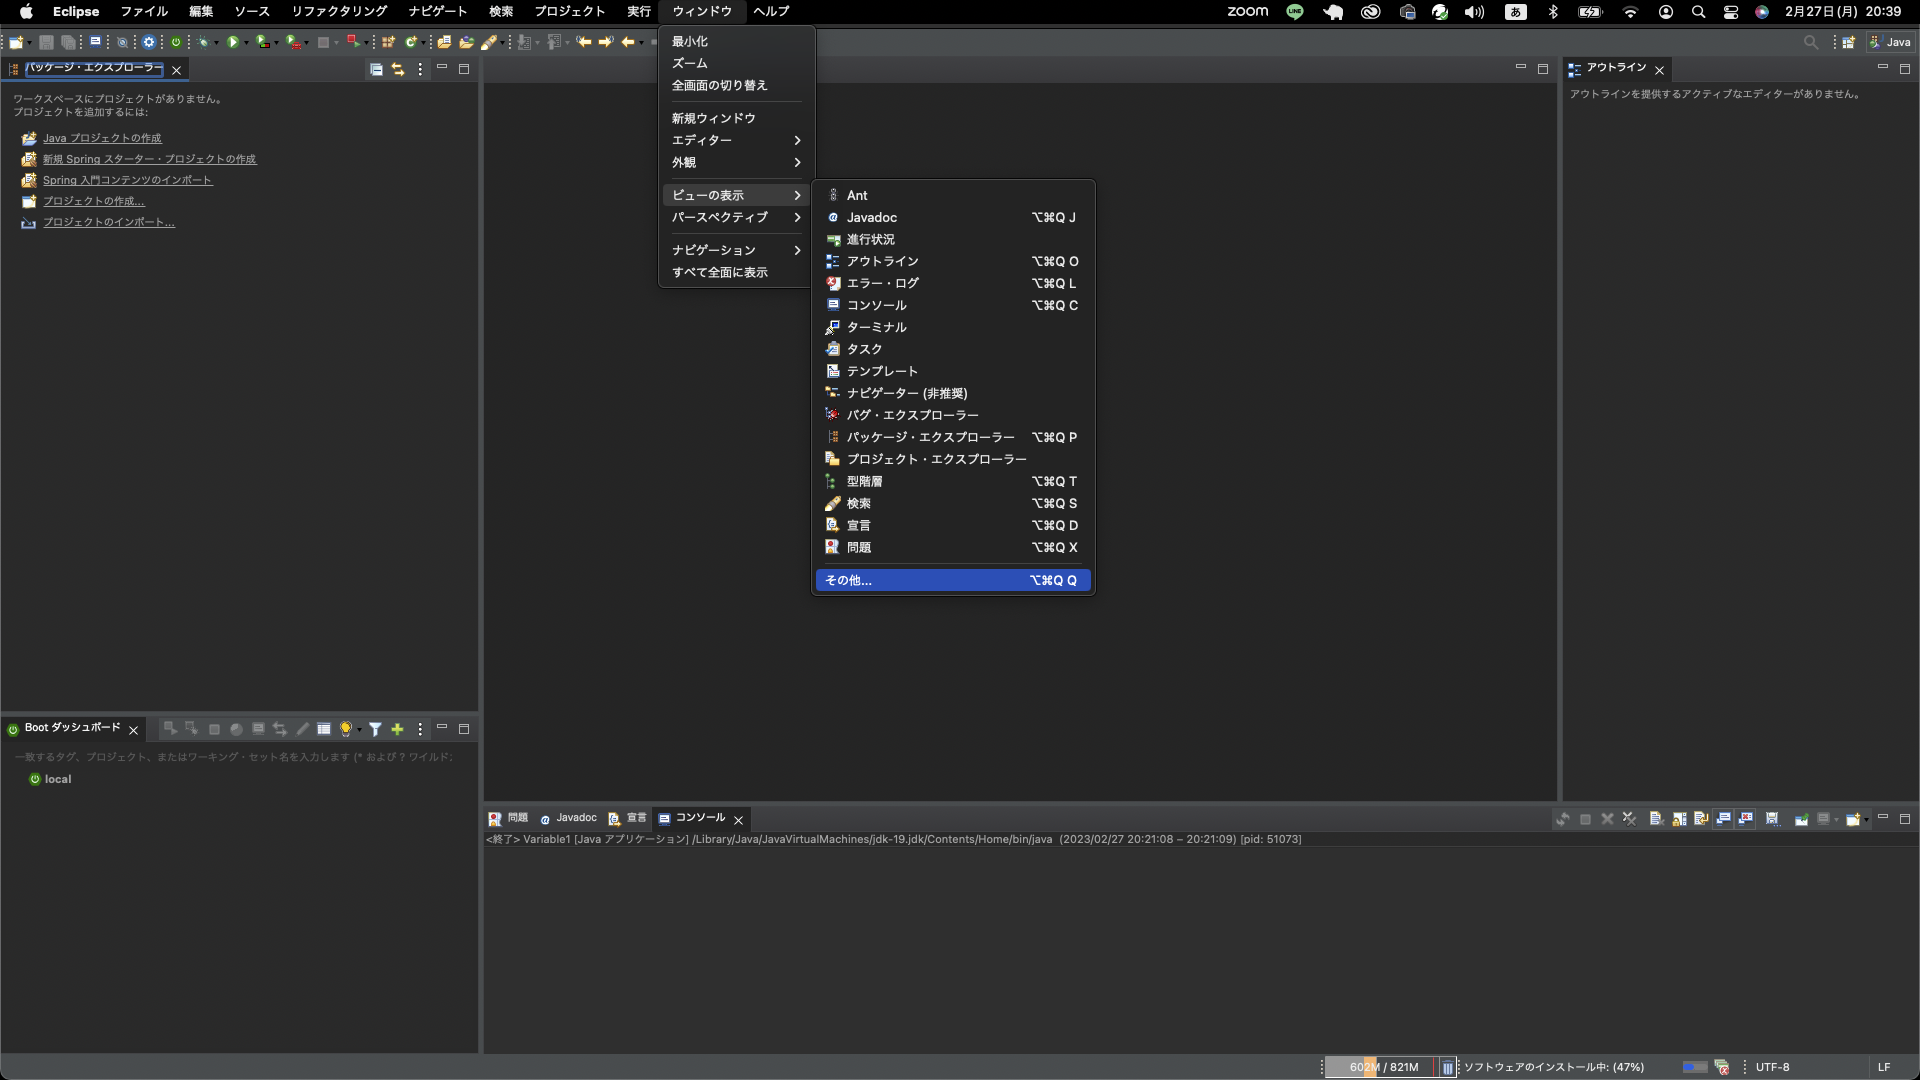 Eclipse ファイル 編集 ソース リファクタリング ナビゲート 検索 プロジェクト 実行 ウィンドウ ヘルプ zoom LINE あ 2月27日(月) 20:39
Java
パッケージ・エクスプローラー
ワークスペースにプロジェクトがありません。
プロジェクトを追加するには:
Java プロジェクトの作成
新規 Spring スターター・プロジェクトの作成
Spring 入門コンテンツのインポート
プロジェクトの作成...
プロジェクトのインポート...
最小化
ズーム
全画面の切り替え
新規ウィンドウ
エディター
外観
ビューの表示
パースペクティブ
ナビゲーション
すべて全面に表示
Ant
Javadoc ⌥⌘Q J
進行状況
アウトライン ⌥⌘Q O
エラー・ログ ⌥⌘Q L
コンソール ⌥⌘Q C
ターミナル
タスク
テンプレート
ナビゲーター (非推奨)
バグ・エクスプローラー
パッケージ・エクスプローラー ⌥⌘Q P
プロジェクト・エクスプローラー
型階層 ⌥⌘Q T
検索 ⌥⌘Q S
宣言 ⌥⌘Q D
問題 ⌥⌘Q X
その他... ⌥⌘Q Q
アウトライン
アウトラインを提供するアクティブなエディターがありません。
Boot ダッシュボード
一致するタグ、プロジェクト、またはワーキング・セット名を入力します (* および ? ワイルド:
local
問題 Javadoc 宣言 コンソール
<終了> Variable1 [Java アプリケーション] /Library/Java/JavaVirtualMachines/jdk-19.jdk/Contents/Home/bin/java (2023/02/27 20:21:08 – 20:21:09) [pid: 51073]
602M / 821M ソフトウェアのインストール中: (47%) UTF-8 LF